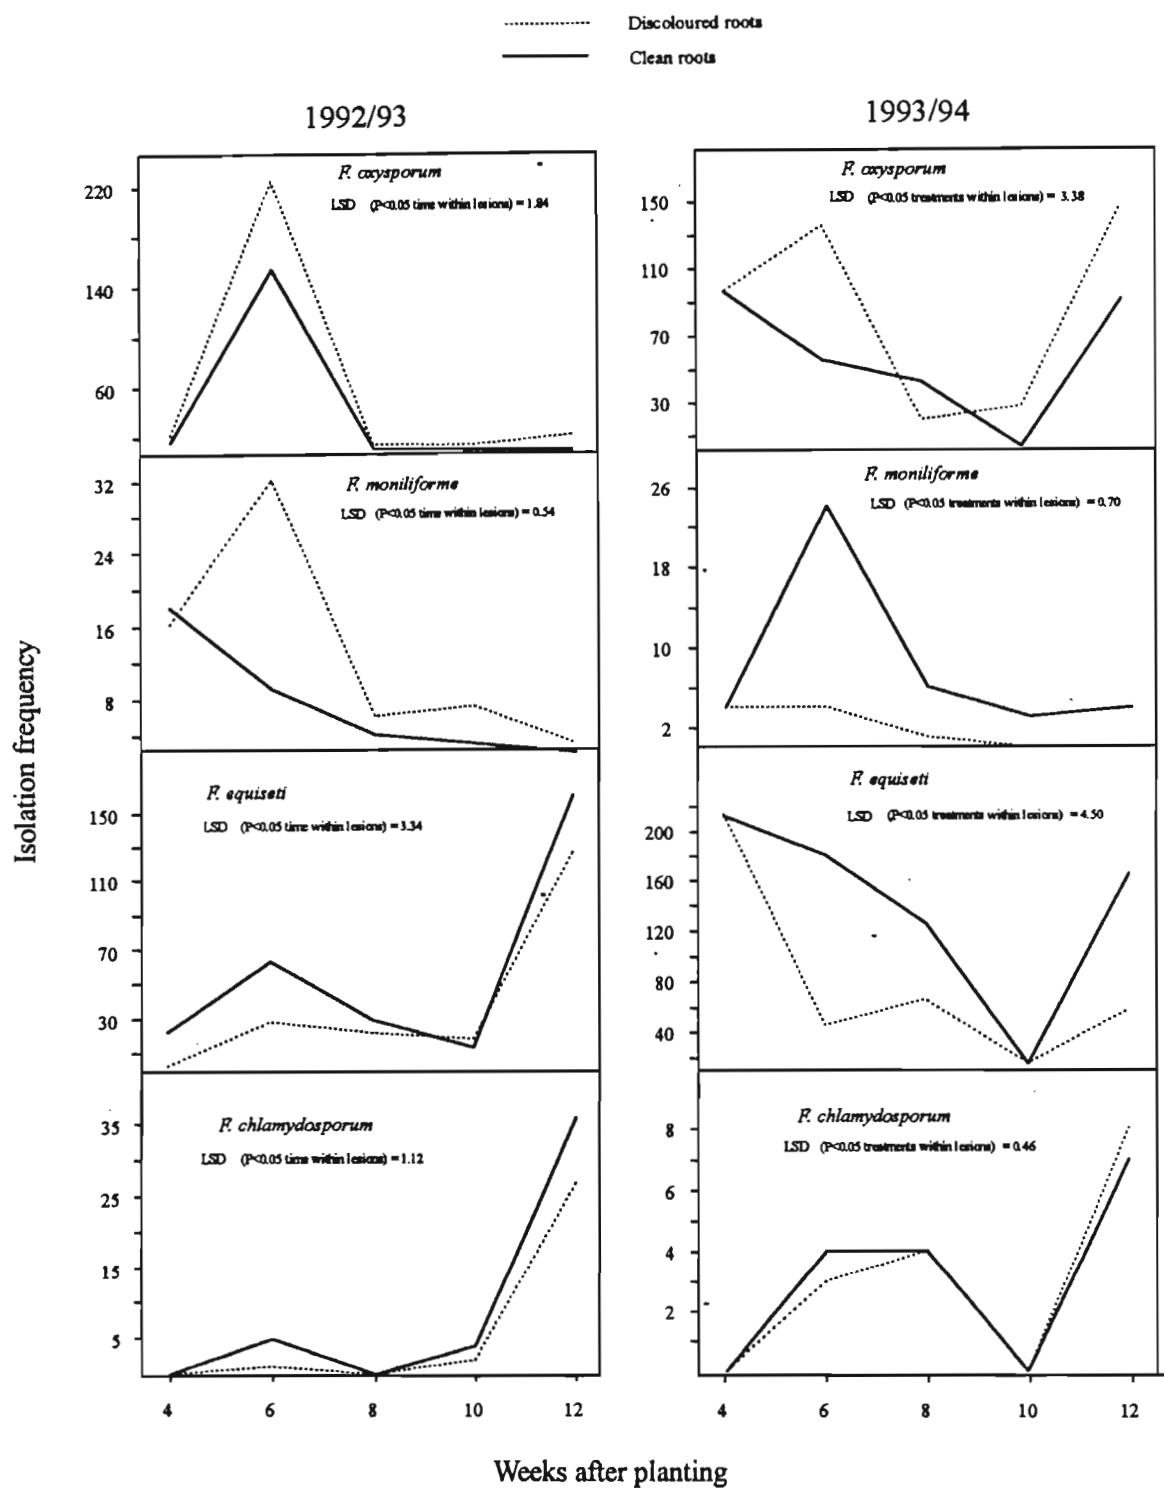 Discoloured roots
Clean roots
1992/93
1993/94
F. oxysporum
LSD (P<0.05 time within lesions) = 1.84
220
140
60
F. oxysporum
LSD (P<0.05 treatments within lesions) = 3.38
150
110
70
30
F. moniliforme
LSD (P<0.05 time within lesions) = 0.54
32
24
16
8
F. moniliforme
LSD (P<0.05 treatments within lesions) = 0.70
26
18
10
2
Isolation frequency
F. equiseti
LSD (P<0.05 time within lesions) = 3.34
150
110
70
30
F. equiseti
LSD (P<0.05 treatments within lesions) = 4.50
200
160
120
80
40
F. chlamydosporum
LSD (P<0.05 time within lesions) = 1.12
35
25
15
5
F. chlamydosporum
LSD (P<0.05 treatments within lesions) = 0.46
8
6
4
2
4 6 8 10 12
4 6 8 10 12
Weeks after planting